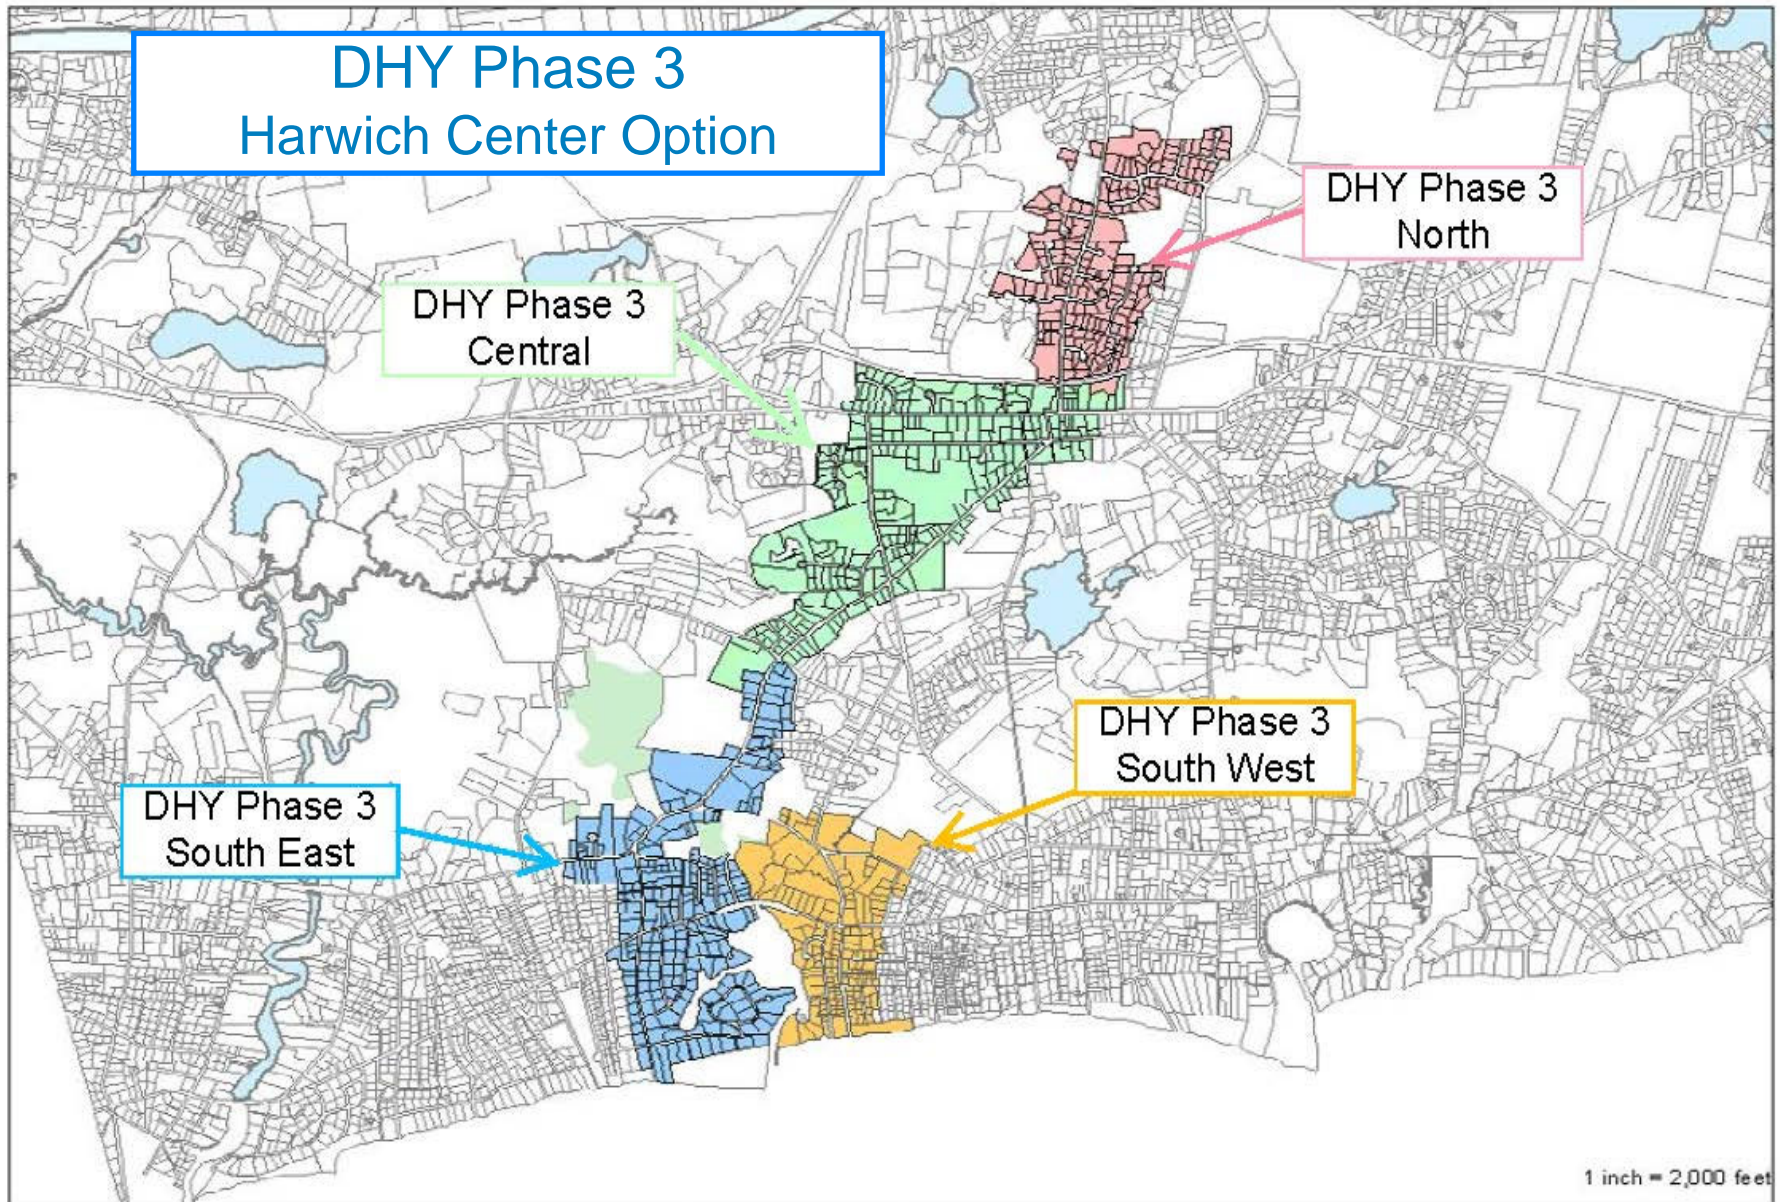 DHY Phase 3
Harwich Center Option
DHY Phase 3
North
DHY Phase 3
Central
DHY Phase 3
South West
DHY Phase 3
South East
1 inch = 2,000 feet